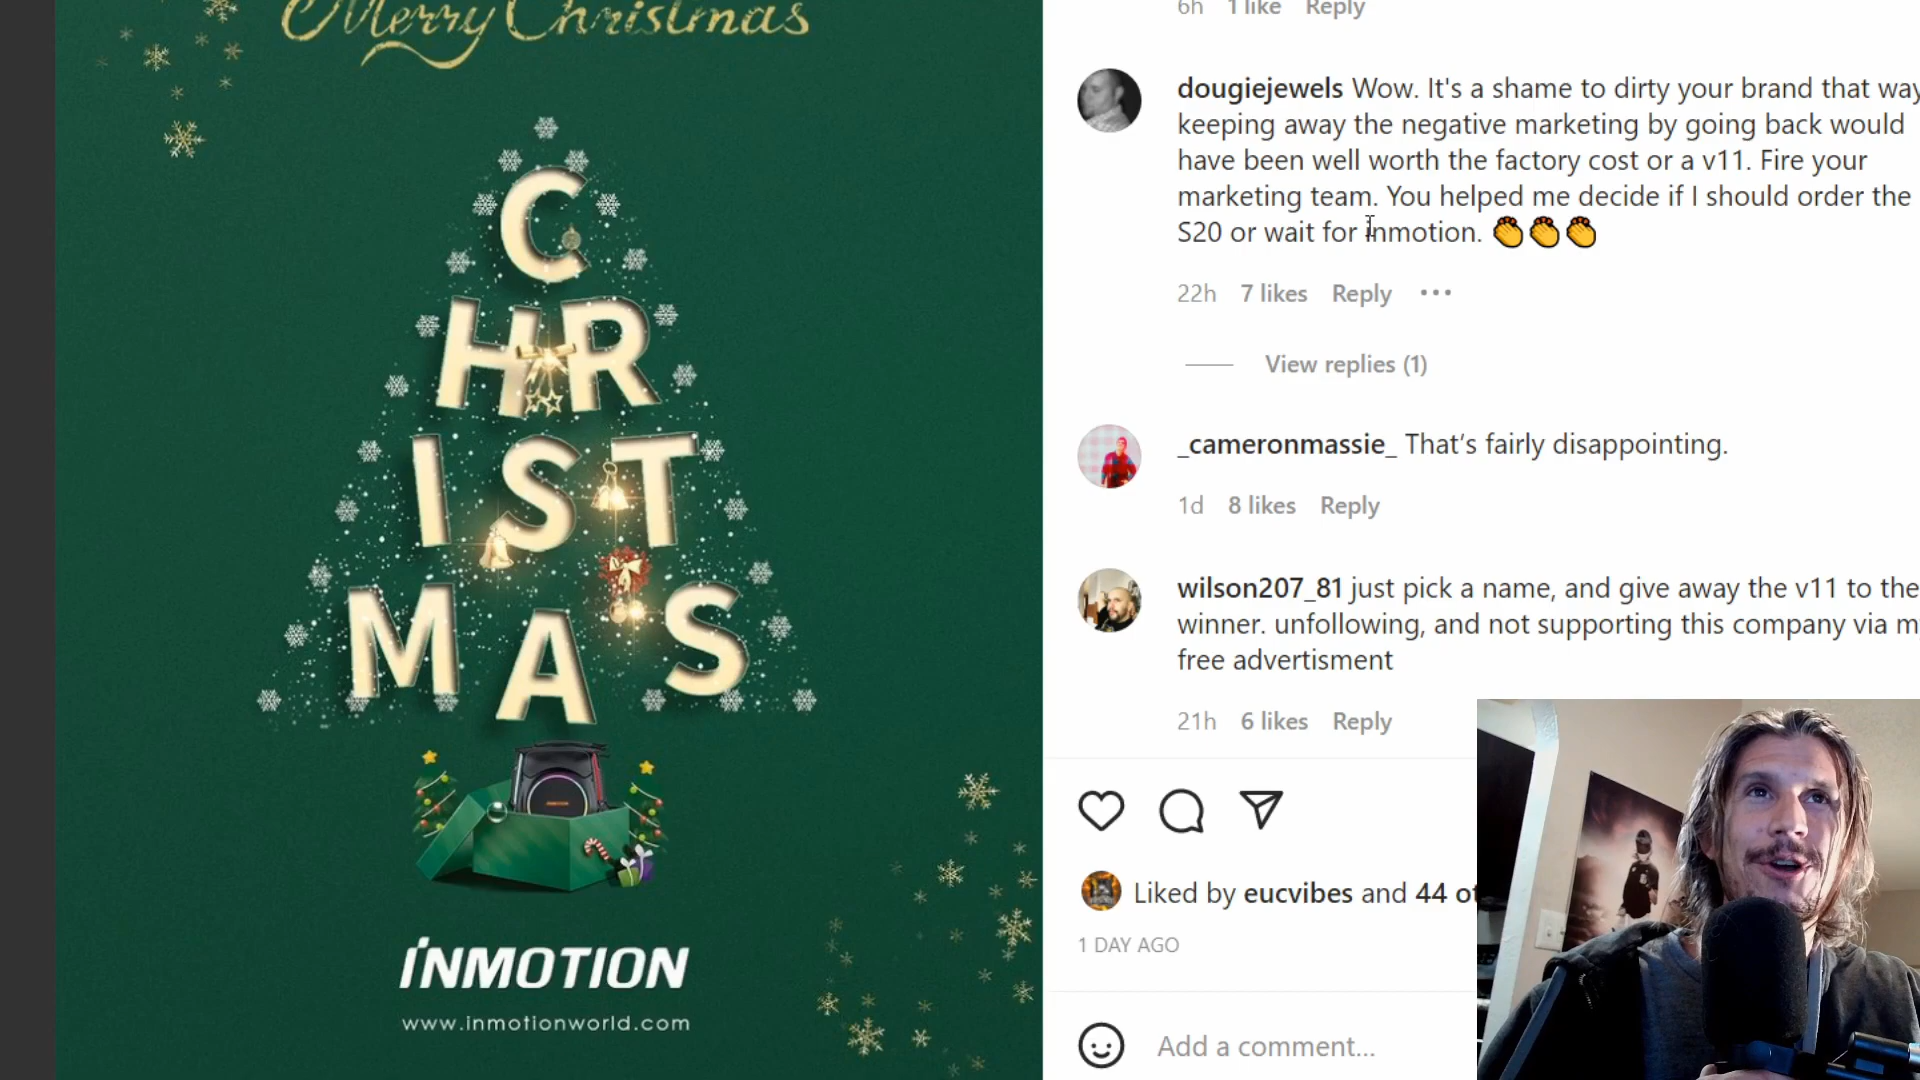 Merry Christmas
C
HR
IST
MAS
INMOTION
www.inmotionworld.com
6h 1 like Reply
dougiejewels Wow. It's a shame to dirty your brand that way
keeping away the negative marketing by going back would
have been well worth the factory cost or a v11. Fire your
marketing team. You helped me decide if I should order the
S20 or wait for inmotion. 👏👏👏
22h 7 likes Reply
View replies (1)
_cameronmassie_ That's fairly disappointing.
1d 8 likes Reply
wilson207_81 just pick a name, and give away the v11 to the
winner. unfollowing, and not supporting this company via m
free advertisment
21h 6 likes Reply
Liked by eucvibes and 44 ot
1 DAY AGO
Add a comment...